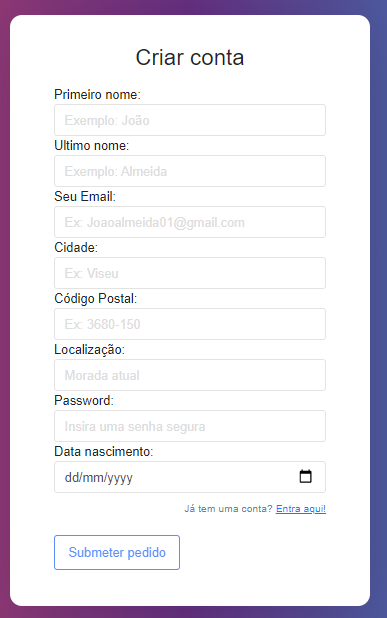 Criar conta
Primeiro nome:
Exemplo: João
Ultimo nome:
Exemplo: Almeida
Seu Email:
Ex: Joaoalmeida01@gmail.com
Cidade:
Ex: Viseu
Código Postal:
Ex: 3680-150
Localização:
Morada atual
Password:
Insira uma senha segura
Data nascimento:
dd/mm/yyyy
Já tem uma conta? Entra aqui!
Submeter pedido